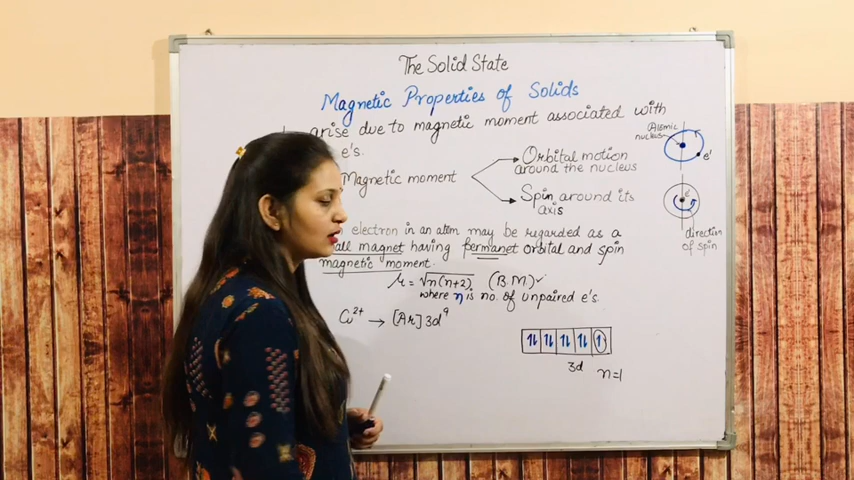 The Solid State
Magnetic Properties of Solids
arise due to magnetic moment associated with
e's.
Magnetic moment
Orbital motion
around the nucleus
Spin around its
axis
Atomic
nucleus
e'
e
direction
of spin
electron in an atom may be regarded as a
all magnet having permanet orbital and spin
magnetic moment.
μ = √n(n+2) (B.M)
where n is no. of unpaired e's.
Cu²⁺ → [Ar] 3d⁹
↑↓ ↑↓ ↑↓ ↑↓ ↑
3d
n=1